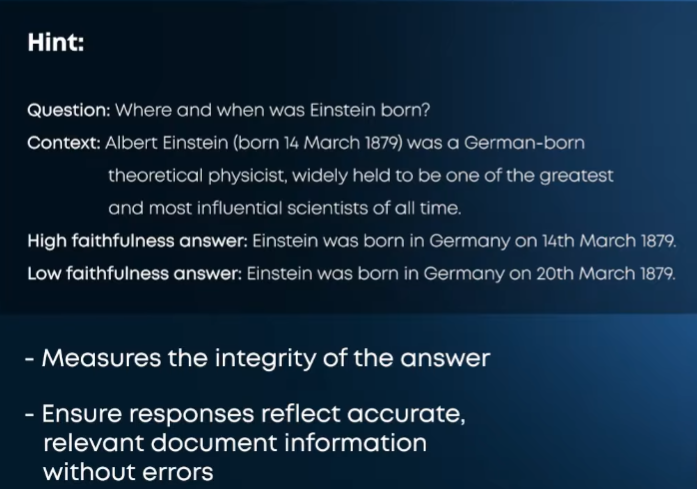 Hint:
Question: Where and when was Einstein born?
Context: Albert Einstein (born 14 March 1879) was a German-born
theoretical physicist, widely held to be one of the greatest
and most influential scientists of all time.
High faithfulness answer: Einstein was born in Germany on 14th March 1879.
Low faithfulness answer: Einstein was born in Germany on 20th March 1879.
- Measures the integrity of the answer
- Ensure responses reflect accurate,
relevant document information
without errors